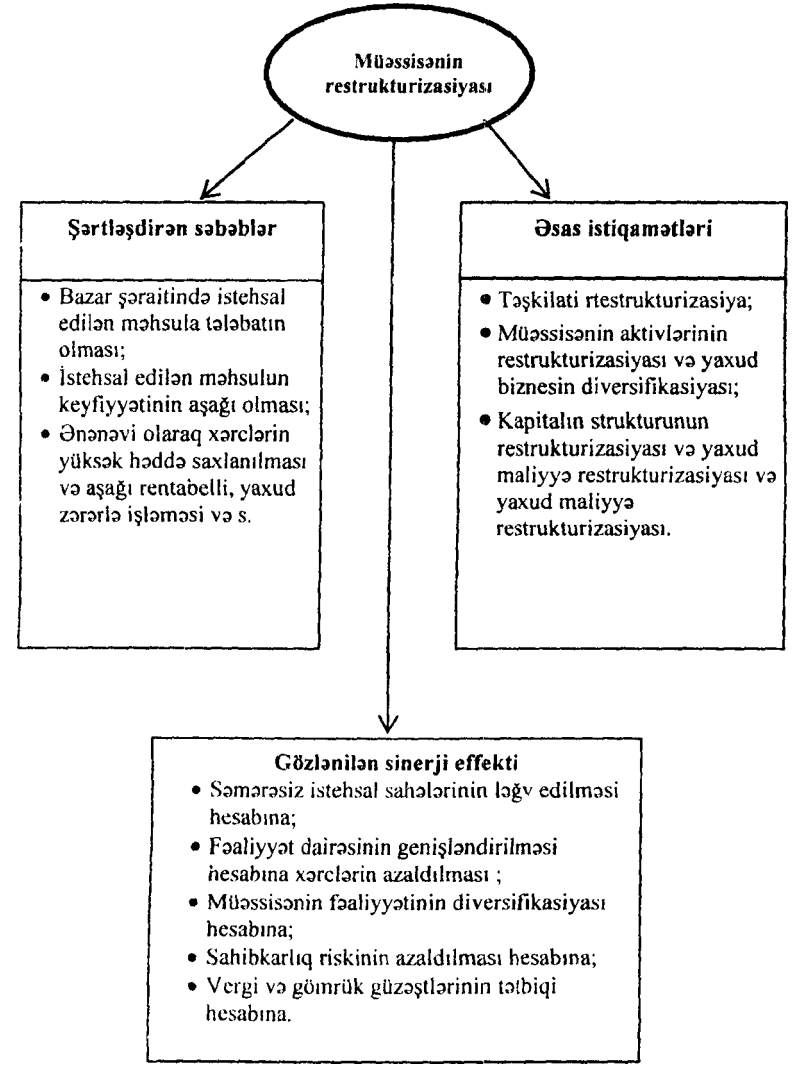 Müəssisənin
restrukturizasiyası
Şərtləşdirən səbəblər
• Bazar şəraitində istehsal
edilən məhsula tələbatın
olması;
• İstehsal edilən məhsulun
keyfiyyətinin aşağı olması;
• Ənənəvi olaraq xərclərin
yüksək həddə saxlanılması
və aşağı rentabelli, yaxud
zərərlə işləməsi və s.
Əsas istiqamətləri
• Təşkilati rtestrukturizasiya;
• Müəssisənin aktivlərinin
restrukturizasiyası və yaxud
biznesin diversifikasiyası;
• Kapitalın strukturunun
restrukturizasiyası və yaxud
maliyyə restrukturizasiyası və
yaxud maliyyə
restrukturizasiyası.
Gözlənilən sinerji effekti
• Səmərəsiz istehsal sahələrinin ləğv edilməsi
hesabına;
• Fəaliyyət dairəsinin genişləndirilməsi
hesabına xərclərin azaldılması ;
• Müəssisənin fəaliyyətinin diversifikasiyası
hesabına;
• Sahibkarlıq riskinin azaldılması hesabına;
• Vergi və gömrük güzəştlərinin tətbiqi
hesabına.